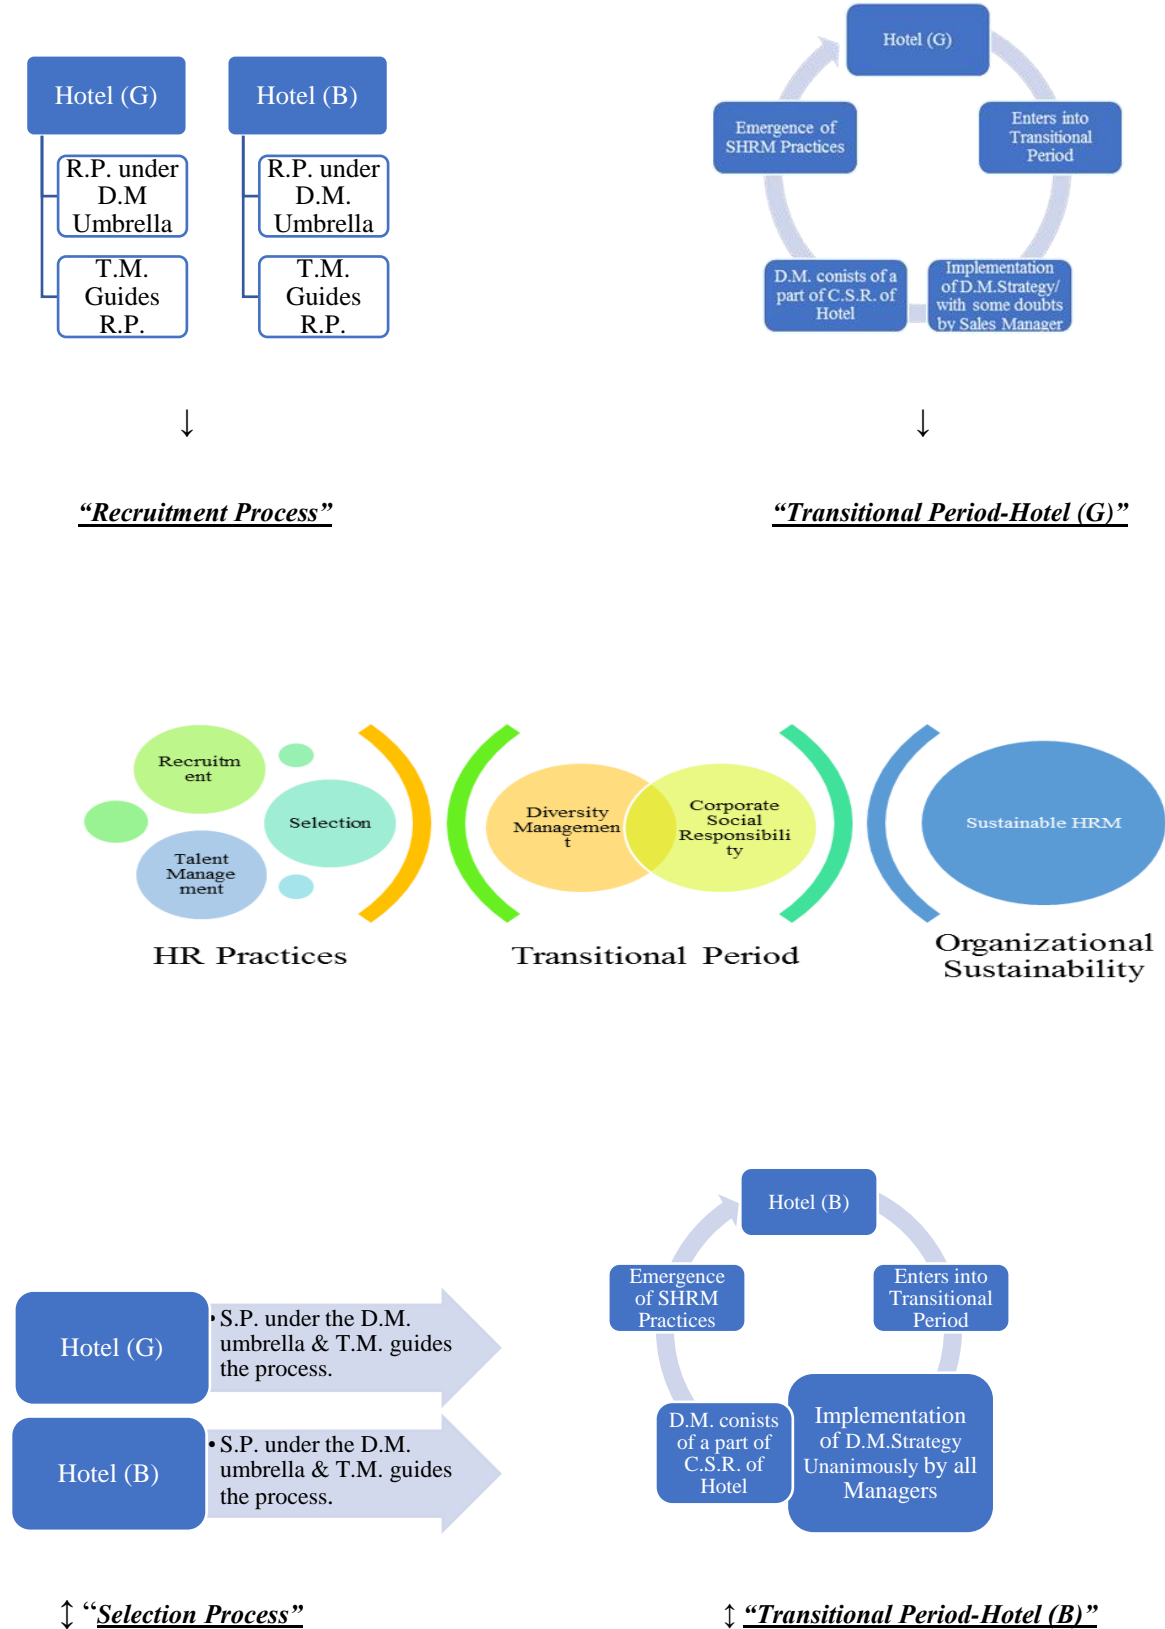 Hotel (G)
R.P. under
D.M
Umbrella
T.M.
Guides
R.P.
Hotel (B)
R.P. under
D.M.
Umbrella
T.M.
Guides
R.P.
Hotel (G)
Enters into
Transitional
Period
Implementation
of D.M.Strategy/
with some doubts
by Sales Manager
D.M. conists of a
part of C.S.R. of
Hotel
Emergence of
SHRM Practices
↓
↓
“Recruitment Process”
“Transitional Period-Hotel (G)”
Recruitm
ent
Selection
Talent
Manage
ment
HR Practices
Diversity
Managemen
t
Corporate
Social
Responsibili
ty
Transitional Period
Sustainable HRM
Organizational
Sustainability
Hotel (G)
• S.P. under the D.M.
umbrella & T.M. guides
the process.
Hotel (B)
• S.P. under the D.M.
umbrella & T.M. guides
the process.
Hotel (B)
Enters into
Transitional
Period
Implementation
of D.M.Strategy
Unanimously by all
Managers
D.M. conists
of a part of
C.S.R. of
Hotel
Emergence
of SHRM
Practices
↕ “Selection Process”
↕ “Transitional Period-Hotel (B)”